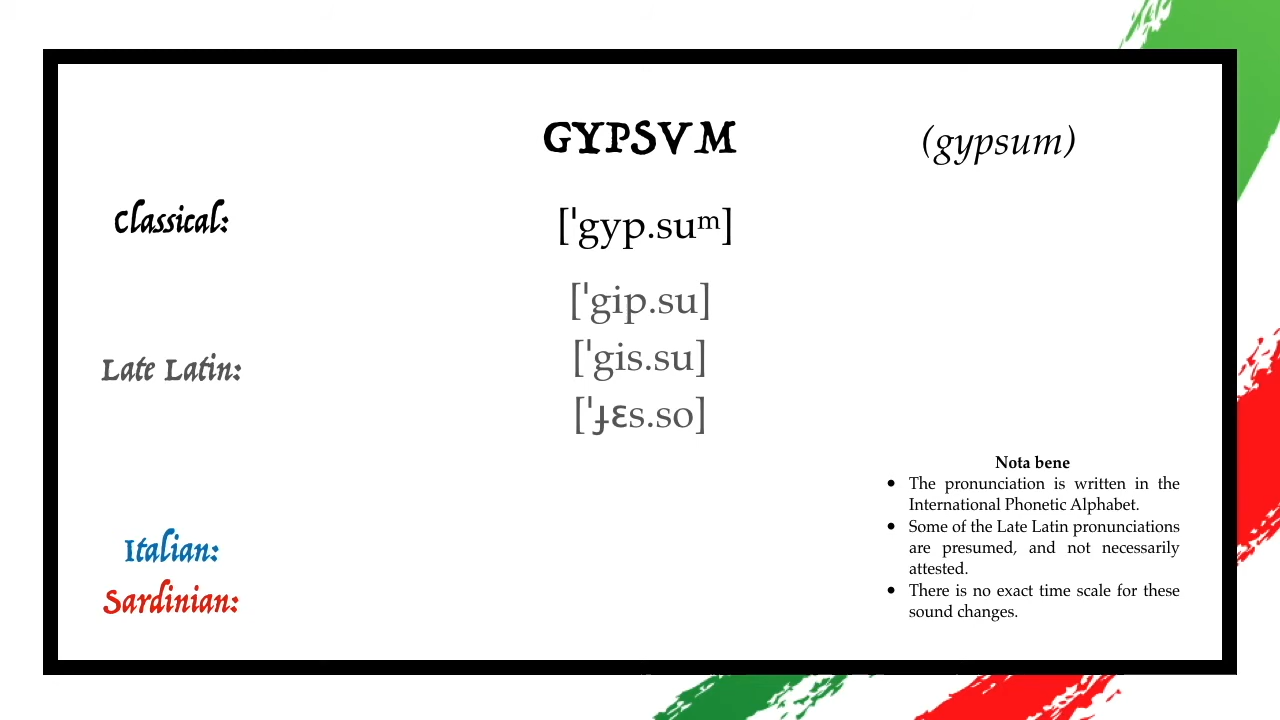 GYPSVM
(gypsum)
Classical:
[ˈgyp.suᵐ]
[ˈgip.su]
Late Latin:
[ˈgis.su]
[ˈɟɛs.so]
Italian:
Sardinian:
Nota bene
• The pronunciation is written in the
International Phonetic Alphabet.
• Some of the Late Latin pronunciations
are presumed, and not necessarily
attested.
• There is no exact time scale for these
sound changes.